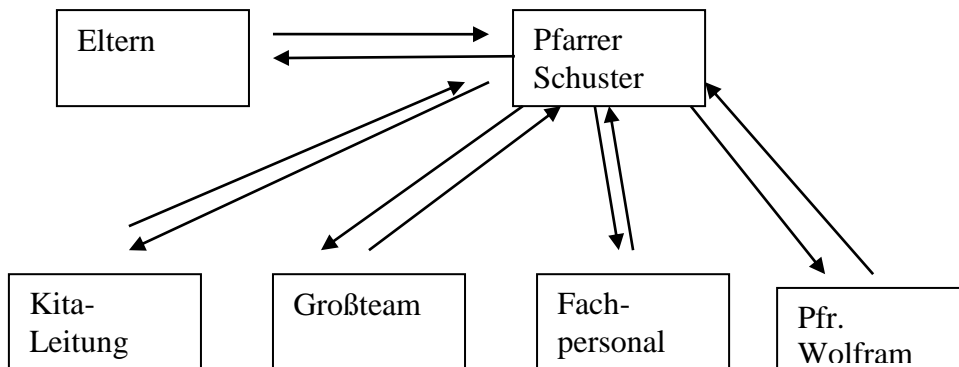 Eltern
Pfarrer
Schuster
Kita-
Leitung
Großteam
Fach-
personal
Pfr.
Wolfram